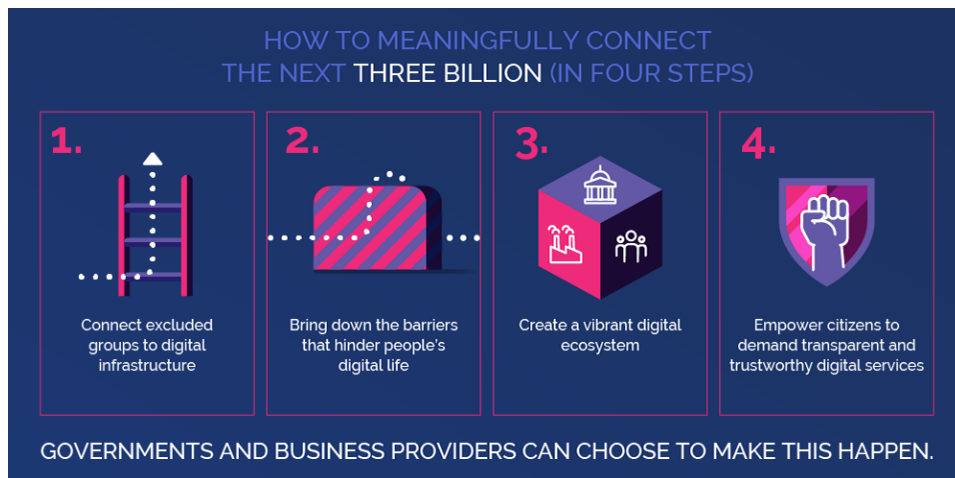 HOW TO MEANINGFULLY CONNECT
THE NEXT THREE BILLION (IN FOUR STEPS)
1.
Connect excluded
groups to digital
infrastructure
2.
Bring down the barriers
that hinder people's
digital life
3.
Create a vibrant digital
ecosystem
4.
Empower citizens to
demand transparent and
trustworthy digital services
GOVERNMENTS AND BUSINESS PROVIDERS CAN CHOOSE TO MAKE THIS HAPPEN.